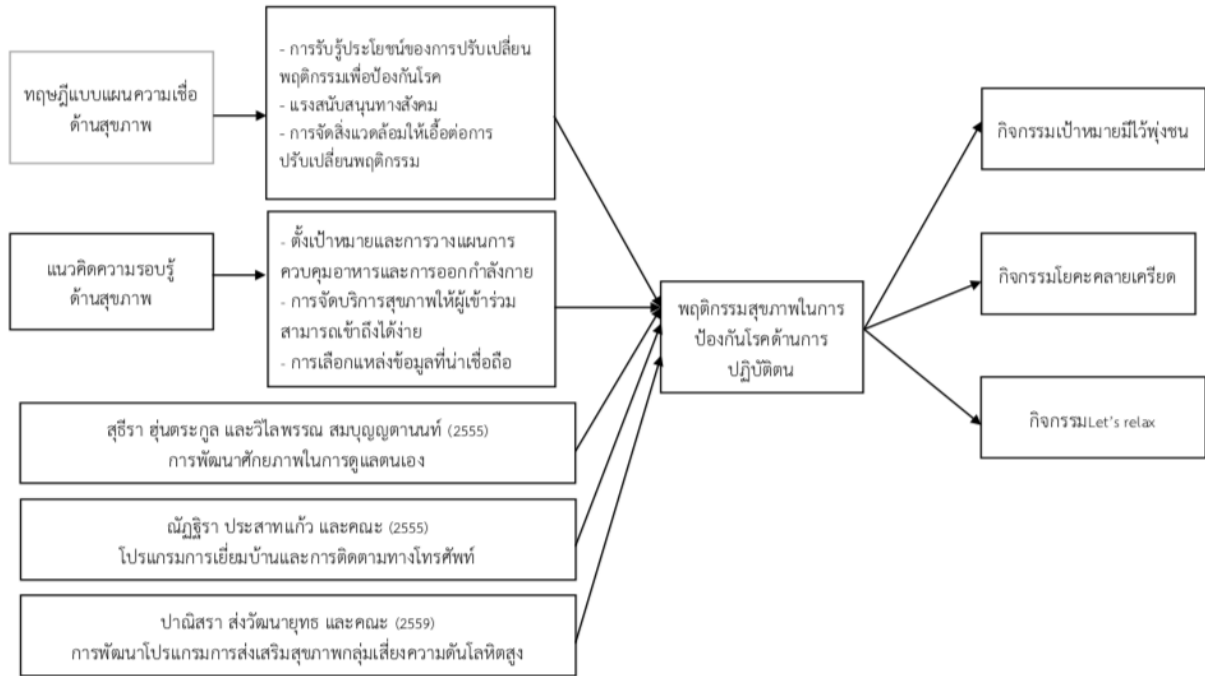 ทฤษฎีแบบแผนความเชื่อ
ด้านสุขภาพ
- การรับรู้ประโยชน์ของการปรับเปลี่ยน
พฤติกรรมเพื่อป้องกันโรค
- แรงสนับสนุนทางสังคม
- การจัดสิ่งแวดล้อมให้เอื้อต่อการ
ปรับเปลี่ยนพฤติกรรม
แนวคิดความรอบรู้
ด้านสุขภาพ
- ตั้งเป้าหมายและการวางแผนการ
ควบคุมอาหารและการออกกำลังกาย
- การจัดบริการสุขภาพให้ผู้เข้าร่วม
สามารถเข้าถึงได้ง่าย
- การเลือกแหล่งข้อมูลที่น่าเชื่อถือ
สุธีรา ฮุ่นตระกูล และวิไลพรรณ สมบุญญตานนท์ (2555)
การพัฒนาศักยภาพในการดูแลตนเอง
ณัฏฐิรา ประสาทแก้ว และคณะ (2555)
โปรแกรมการเยี่ยมบ้านและการติดตามทางโทรศัพท์
ปาณิสรา ส่งวัฒนายุทธ และคณะ (2559)
การพัฒนาโปรแกรมการส่งเสริมสุขภาพกลุ่มเสี่ยงความดันโลหิตสูง
พฤติกรรมสุขภาพในการ
ป้องกันโรคด้านการ
ปฏิบัติตน
กิจกรรมเป้าหมายมีไว้พุ่งชน
กิจกรรมโยคะคลายเครียด
กิจกรรมLet's relax